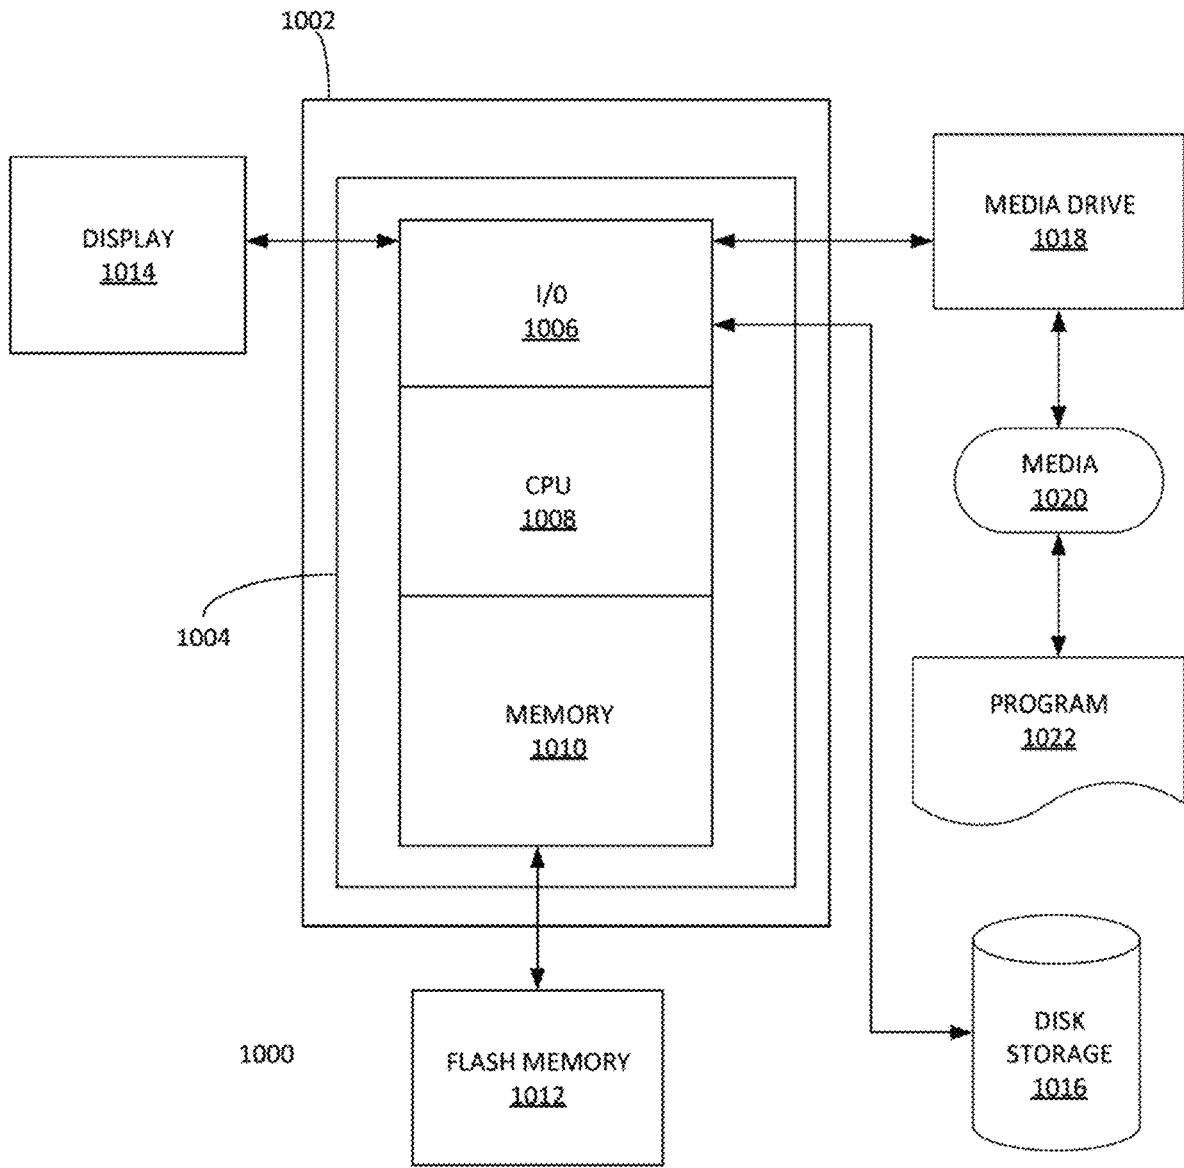 1002
DISPLAY
1014
MEDIA DRIVE
1018
I/O
1006
CPU
1008
MEDIA
1020
1004
MEMORY
1010
PROGRAM
1022
1000
FLASH MEMORY
1012
DISK
STORAGE
1016